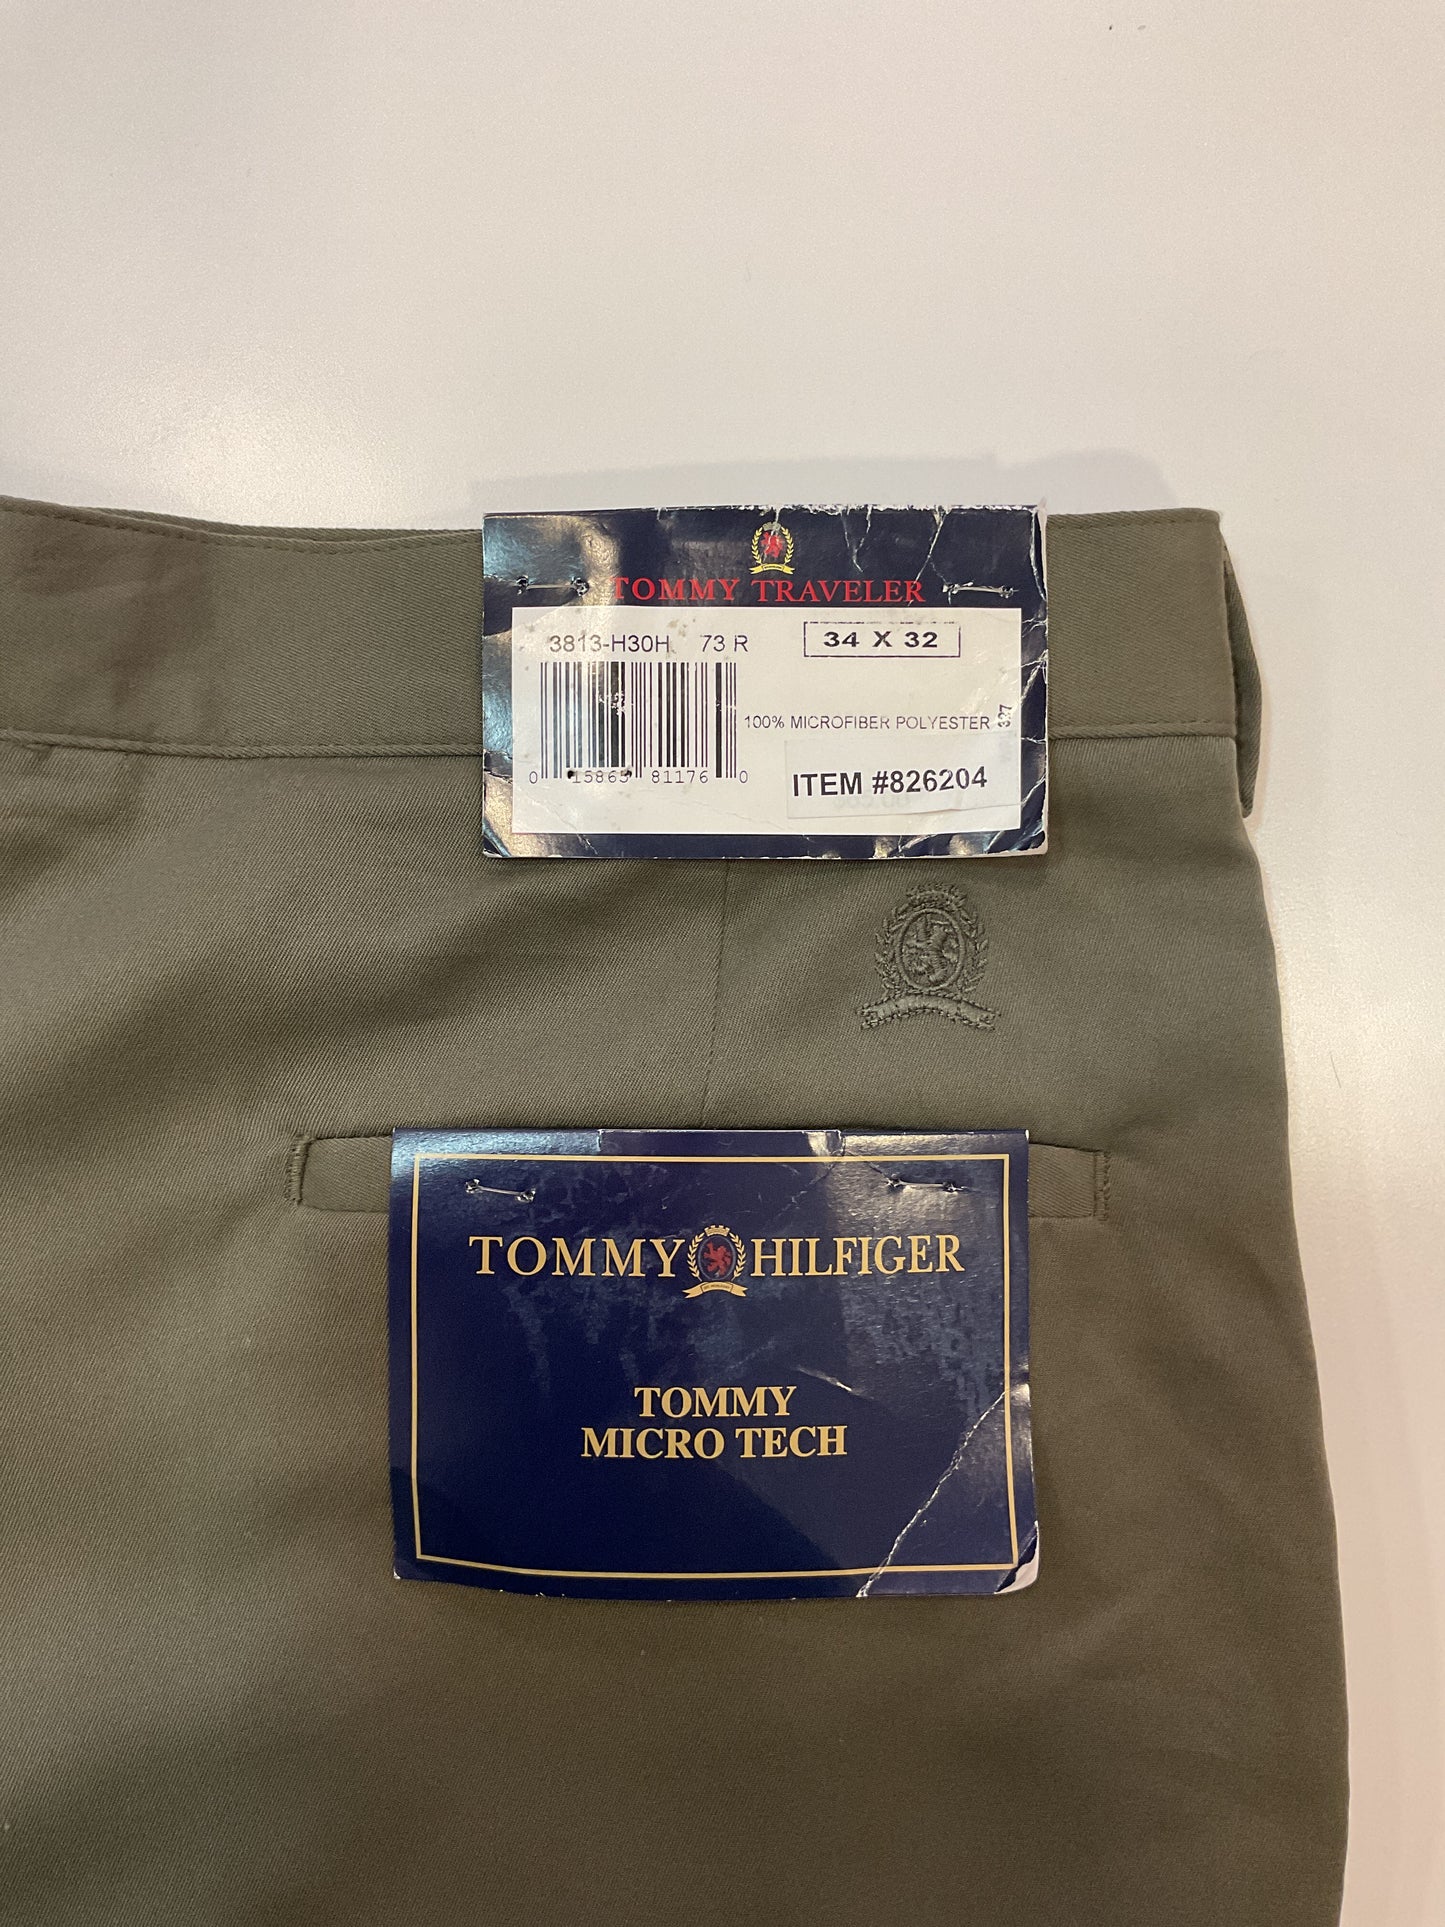 TOMMY TRAVELER
3813-H30H 73 R 34 X 32
100% MICROFIBER POLYESTER 337
0 15865 81176 0
ITEM #826204
TOMMY HILFIGER
TOMMY
MICRO TECH